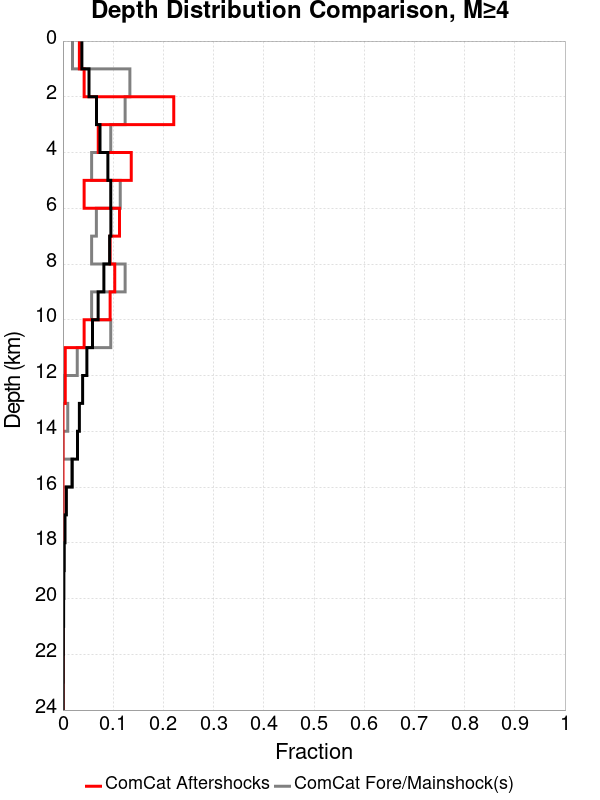 Depth Distribution Comparison, M≥4
0
2
4
6
8
10
12
14
16
18
20
22
24
Depth (km)
0 0.1 0.2 0.3 0.4 0.5 0.6 0.7 0.8 0.9 1
Fraction
ComCat Aftershocks ComCat Fore/Mainshock(s)